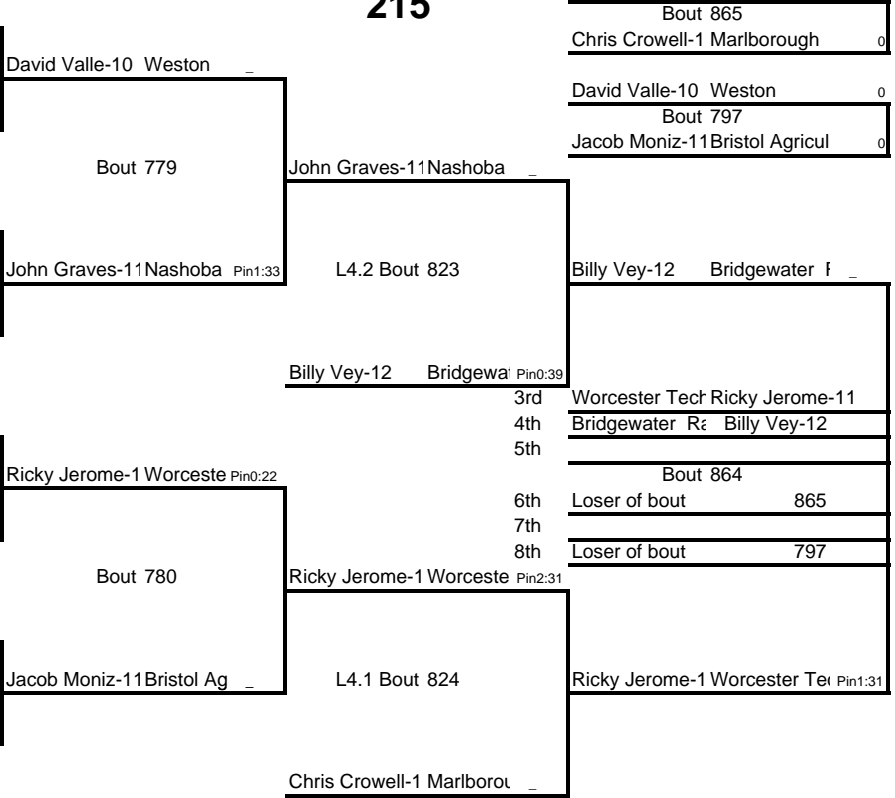 215
Bout 865
Chris Crowell-1 Marlborough 0
David Valle-10 Weston _
David Valle-10 Weston 0
Bout 797
Jacob Moniz-11 Bristol Agricul 0
Bout 779
John Graves-11 Nashoba _
John Graves-11 Nashoba Pin1:33
L4.2 Bout 823
Billy Vey-12 Bridgewater _
Billy Vey-12 Bridgewa Pin0:39
3rd Worcester Tech Ricky Jerome-11
4th Bridgewater Ra Billy Vey-12
5th
Ricky Jerome-1 Worceste Pin0:22
Bout 864
6th Loser of bout 865
7th
8th Loser of bout 797
Bout 780
Ricky Jerome-1 Worceste Pin2:31
Jacob Moniz-11 Bristol Ag _
L4.1 Bout 824
Ricky Jerome-1 Worcester Te Pin1:31
Chris Crowell-1 Marlborou _